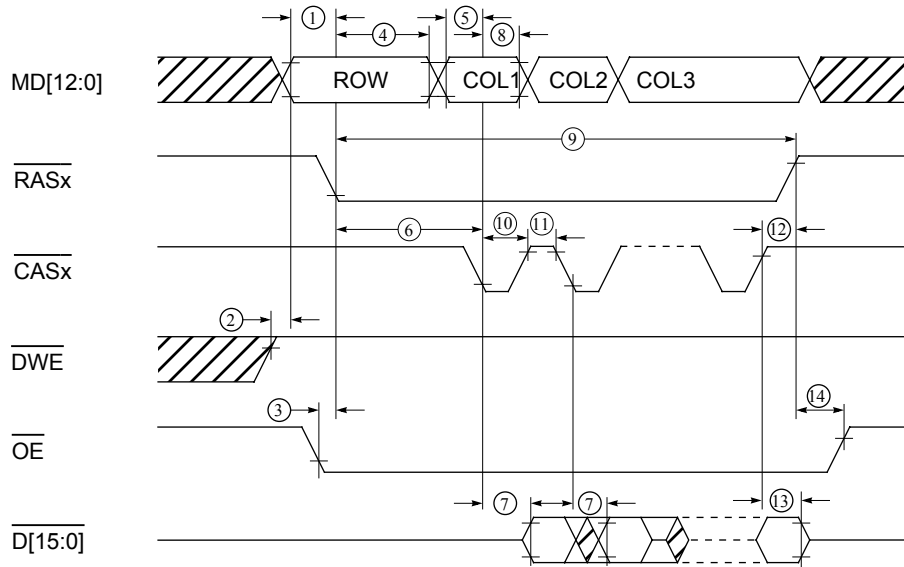 ① ⑤
④ ⑧
MD[12:0] ROW COL1 COL2 COL3
⑨
RASx
⑥ ⑩ ⑪ ⑫
CASx
②
DWE
③ ⑭
OE
⑦ ⑦ ⑬
D[15:0]